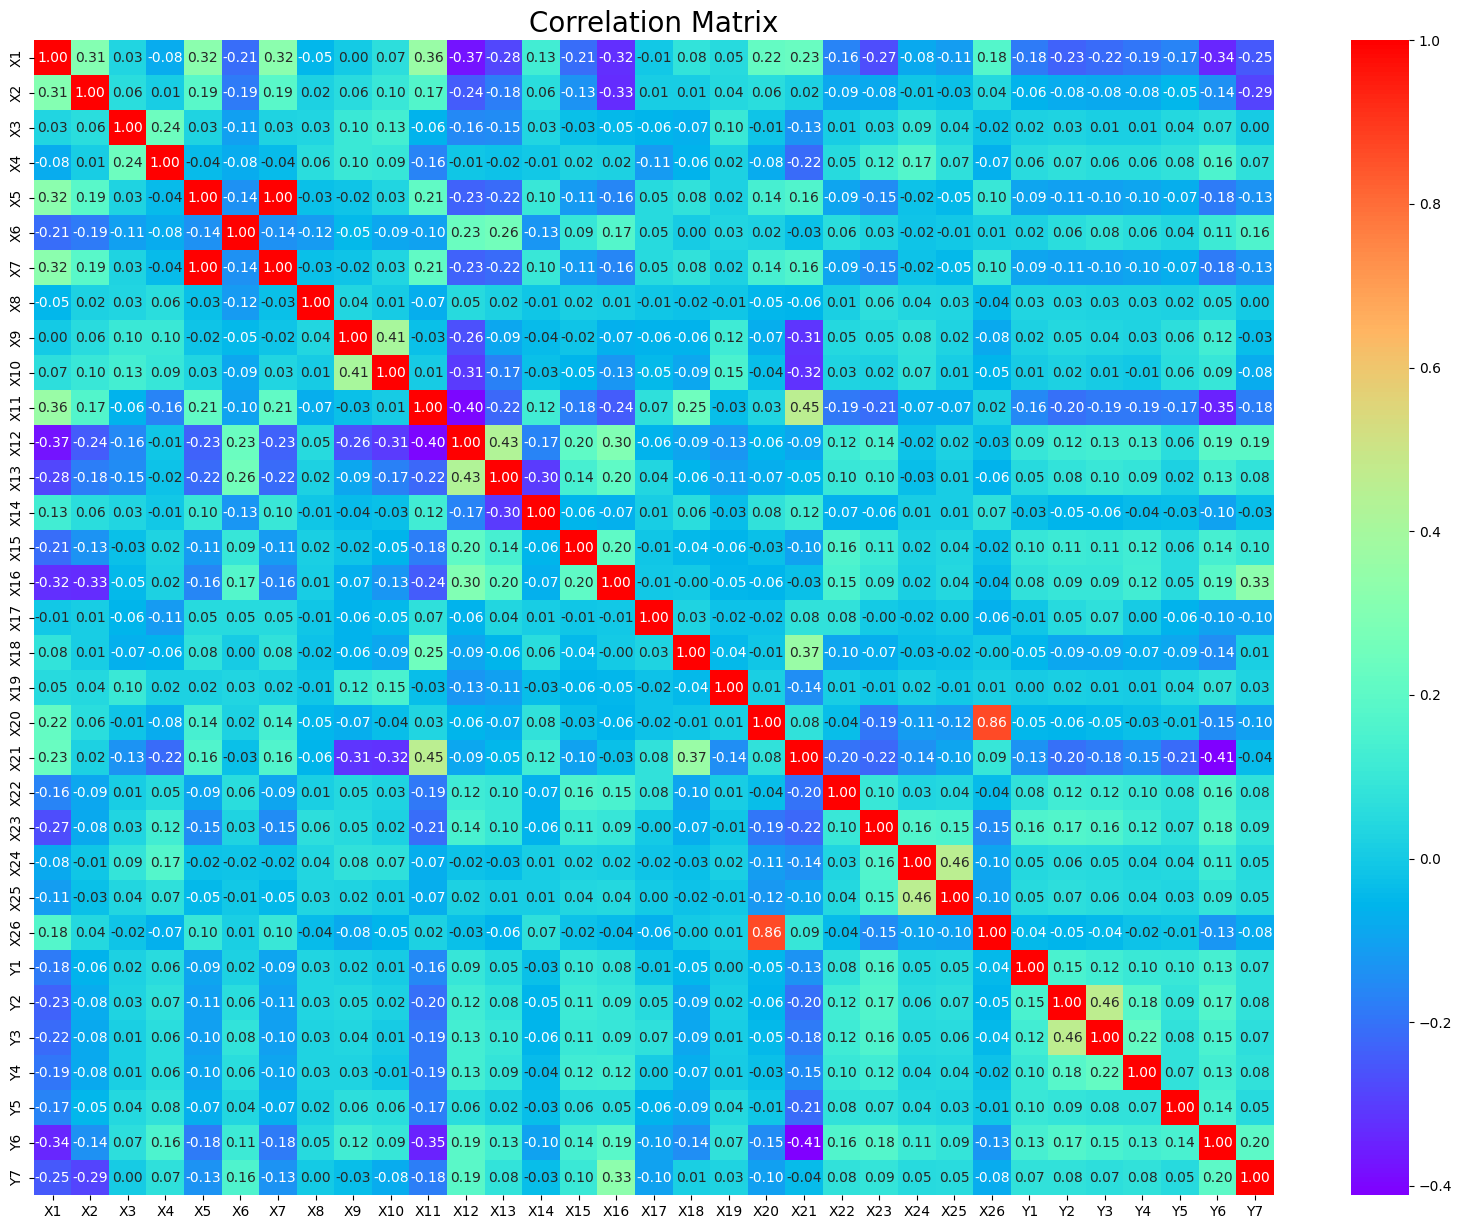 Correlation Matrix
X1 1.00 0.31 0.03 -0.08 0.32 -0.21 0.32 -0.05 0.00 0.07 0.36 -0.37 -0.28 0.13 -0.21 -0.32 -0.01 0.08 0.05 0.22 0.23 -0.16 -0.27 -0.08 -0.11 0.18 -0.18 -0.23 -0.22 -0.19 -0.17 -0.34 -0.25
X2 0.31 1.00 0.06 0.01 0.19 -0.19 0.19 0.02 0.06 0.10 0.17 -0.24 -0.18 0.06 -0.13 -0.33 0.01 0.01 0.04 0.06 0.02 -0.09 -0.08 -0.01 -0.03 0.04 -0.06 -0.08 -0.08 -0.08 -0.05 -0.14 -0.29
X3 0.03 0.06 1.00 0.24 0.03 -0.11 0.03 0.03 0.10 0.13 -0.06 -0.16 -0.15 0.03 -0.03 -0.05 -0.06 -0.07 0.10 -0.01 -0.13 0.01 0.03 0.09 0.04 -0.02 0.02 0.03 0.01 0.01 0.04 0.07 0.00
X4 -0.08 0.01 0.24 1.00 -0.04 -0.08 -0.04 0.06 0.10 0.09 -0.16 -0.01 -0.02 -0.01 0.02 0.02 -0.11 -0.06 0.02 -0.08 -0.22 0.05 0.12 0.17 0.07 -0.07 0.06 0.07 0.06 0.06 0.08 0.16 0.07
X5 0.32 0.19 0.03 -0.04 1.00 -0.14 1.00 -0.03 -0.02 0.03 0.21 -0.23 -0.22 0.10 -0.11 -0.16 0.05 0.08 0.02 0.14 0.16 -0.09 -0.15 -0.02 -0.05 0.10 -0.09 -0.11 -0.10 -0.10 -0.07 -0.18 -0.13
X6 -0.21 -0.19 -0.11 -0.08 -0.14 1.00 -0.14 -0.12 -0.05 -0.09 -0.10 0.23 0.26 -0.13 0.09 0.17 0.05 0.00 0.03 0.02 -0.03 0.06 0.03 -0.02 -0.01 0.01 0.02 0.06 0.08 0.06 0.04 0.11 0.16
X7 0.32 0.19 0.03 -0.04 1.00 -0.14 1.00 -0.03 -0.02 0.03 0.21 -0.23 -0.22 0.10 -0.11 -0.16 0.05 0.08 0.02 0.14 0.16 -0.09 -0.15 -0.02 -0.05 0.10 -0.09 -0.11 -0.10 -0.10 -0.07 -0.18 -0.13
X8 -0.05 0.02 0.03 0.06 -0.03 -0.12 -0.03 1.00 0.04 0.01 -0.07 0.05 0.02 -0.01 0.02 0.01 -0.01 -0.02 -0.01 -0.05 -0.06 0.01 0.06 0.04 0.03 -0.04 0.03 0.03 0.03 0.03 0.02 0.05 0.00
X9 0.00 0.06 0.10 0.10 -0.02 -0.05 -0.02 0.04 1.00 0.41 -0.03 -0.26 -0.09 -0.04 -0.02 -0.07 -0.06 -0.06 0.12 -0.07 -0.31 0.05 0.05 0.08 0.02 -0.08 0.02 0.05 0.04 0.03 0.06 0.12 -0.03
X10 0.07 0.10 0.13 0.09 0.03 -0.09 0.03 0.01 0.41 1.00 0.01 -0.31 -0.17 -0.03 -0.05 -0.13 -0.05 -0.09 0.15 -0.04 -0.32 0.03 0.02 0.07 0.01 -0.05 0.01 0.02 0.01 -0.01 0.06 0.09 -0.08
X11 0.36 0.17 -0.06 -0.16 0.21 -0.10 0.21 -0.07 -0.03 0.01 1.00 -0.40 -0.22 0.12 -0.18 -0.24 0.07 0.25 -0.03 0.03 0.45 -0.19 -0.21 -0.07 -0.07 0.02 -0.16 -0.20 -0.19 -0.19 -0.17 -0.35 -0.18
X12 -0.37 -0.24 -0.16 -0.01 -0.23 0.23 -0.23 0.05 -0.26 -0.31 -0.40 1.00 0.43 -0.17 0.20 0.30 -0.06 -0.09 -0.13 -0.06 -0.09 0.12 0.14 -0.02 0.02 -0.03 0.09 0.12 0.13 0.13 0.06 0.19 0.19
X13 -0.28 -0.18 -0.15 -0.02 -0.22 0.26 -0.22 0.02 -0.09 -0.17 -0.22 0.43 1.00 -0.30 0.14 0.20 0.04 -0.06 -0.11 -0.07 -0.05 0.10 0.10 -0.03 0.01 -0.06 0.05 0.08 0.10 0.09 0.02 0.13 0.08
X14 0.13 0.06 0.03 -0.01 0.10 -0.13 0.10 -0.01 -0.04 -0.03 0.12 -0.17 -0.30 1.00 -0.06 -0.07 0.01 0.06 -0.03 0.08 0.12 -0.07 -0.06 0.01 0.01 0.07 -0.03 -0.05 -0.06 -0.04 -0.03 -0.10 -0.03
X15 -0.21 -0.13 -0.03 0.02 -0.11 0.09 -0.11 0.02 -0.02 -0.05 -0.18 0.20 0.14 -0.06 1.00 0.20 -0.01 -0.04 -0.06 -0.03 -0.10 0.16 0.11 0.02 0.04 -0.02 0.10 0.11 0.11 0.12 0.06 0.14 0.10
X16 -0.32 -0.33 -0.05 0.02 -0.16 0.17 -0.16 0.01 -0.07 -0.13 -0.24 0.30 0.20 -0.07 0.20 1.00 -0.01 -0.00 -0.05 -0.06 -0.03 0.15 0.09 0.02 0.04 -0.04 0.08 0.09 0.09 0.12 0.05 0.19 0.33
X17 -0.01 0.01 -0.06 -0.11 0.05 0.05 0.05 -0.01 -0.06 -0.05 0.07 -0.06 0.04 0.01 -0.01 -0.01 1.00 0.03 -0.02 -0.02 0.08 0.08 -0.00 -0.02 0.00 -0.06 -0.01 0.05 0.07 0.00 -0.06 -0.10 -0.10
X18 0.08 0.01 -0.07 -0.06 0.08 0.00 0.08 -0.02 -0.06 -0.09 0.25 -0.09 -0.06 0.06 -0.04 -0.00 0.03 1.00 -0.04 -0.01 0.37 -0.10 -0.07 -0.03 -0.02 -0.00 -0.05 -0.09 -0.09 -0.07 -0.09 -0.14 0.01
X19 0.05 0.04 0.10 0.02 0.02 0.03 0.02 -0.01 0.12 0.15 -0.03 -0.13 -0.11 -0.03 -0.06 -0.05 -0.02 -0.04 1.00 0.01 -0.14 0.01 -0.01 0.02 -0.01 0.01 0.00 0.02 0.01 0.01 0.04 0.07 0.03
X20 0.22 0.06 -0.01 -0.08 0.14 0.02 0.14 -0.05 -0.07 -0.04 0.03 -0.06 -0.07 0.08 -0.03 -0.06 -0.02 -0.01 0.01 1.00 0.08 -0.04 -0.19 -0.11 -0.12 0.86 -0.05 -0.06 -0.05 -0.03 -0.01 -0.15 -0.10
X21 0.23 0.02 -0.13 -0.22 0.16 -0.03 0.16 -0.06 -0.31 -0.32 0.45 -0.09 -0.05 0.12 -0.10 -0.03 0.08 0.37 -0.14 0.08 1.00 -0.20 -0.22 -0.14 -0.10 0.09 -0.13 -0.20 -0.18 -0.15 -0.21 -0.41 -0.04
X22 -0.16 -0.09 0.01 0.05 -0.09 0.06 -0.09 0.01 0.05 0.03 -0.19 0.12 0.10 -0.07 0.16 0.15 0.08 -0.10 0.01 -0.04 -0.20 1.00 0.10 0.03 0.04 -0.04 0.08 0.12 0.12 0.10 0.08 0.16 0.08
X23 -0.27 -0.08 0.03 0.12 -0.15 0.03 -0.15 0.06 0.05 0.02 -0.21 0.14 0.10 -0.06 0.11 0.09 -0.00 -0.07 -0.01 -0.19 -0.22 0.10 1.00 0.16 0.15 -0.15 0.16 0.17 0.16 0.12 0.07 0.18 0.09
X24 -0.08 -0.01 0.09 0.17 -0.02 -0.02 -0.02 0.04 0.08 0.07 -0.07 -0.02 -0.03 0.01 0.02 0.02 -0.02 -0.03 0.02 -0.11 -0.14 0.03 0.16 1.00 0.46 -0.10 0.05 0.06 0.05 0.04 0.04 0.11 0.05
X25 -0.11 -0.03 0.04 0.07 -0.05 -0.01 -0.05 0.03 0.02 0.01 -0.07 0.02 0.01 0.01 0.04 0.04 0.00 -0.02 -0.01 -0.12 -0.10 0.04 0.15 0.46 1.00 -0.10 0.05 0.07 0.06 0.04 0.03 0.09 0.05
X26 0.18 0.04 -0.02 -0.07 0.10 0.01 0.10 -0.04 -0.08 -0.05 0.02 -0.03 -0.06 0.07 -0.02 -0.04 -0.06 -0.00 0.01 0.86 0.09 -0.04 -0.15 -0.10 -0.10 1.00 -0.04 -0.05 -0.04 -0.02 -0.01 -0.13 -0.08
Y1 -0.18 -0.06 0.02 0.06 -0.09 0.02 -0.09 0.03 0.02 0.01 -0.16 0.09 0.05 -0.03 0.10 0.08 -0.01 -0.05 0.00 -0.05 -0.13 0.08 0.16 0.05 0.05 -0.04 1.00 0.15 0.12 0.10 0.10 0.13 0.07
Y2 -0.23 -0.08 0.03 0.07 -0.11 0.06 -0.11 0.03 0.05 0.02 -0.20 0.12 0.08 -0.05 0.11 0.09 0.05 -0.09 0.02 -0.06 -0.20 0.12 0.17 0.06 0.07 -0.05 0.15 1.00 0.46 0.18 0.09 0.17 0.08
Y3 -0.22 -0.08 0.01 0.06 -0.10 0.08 -0.10 0.03 0.04 0.01 -0.19 0.13 0.10 -0.06 0.11 0.09 0.07 -0.09 0.01 -0.05 -0.18 0.12 0.16 0.05 0.06 -0.04 0.12 0.46 1.00 0.22 0.08 0.15 0.07
Y4 -0.19 -0.08 0.01 0.06 -0.10 0.06 -0.10 0.03 0.03 -0.01 -0.19 0.13 0.09 -0.04 0.12 0.12 0.00 -0.07 0.01 -0.03 -0.15 0.10 0.12 0.04 0.04 -0.02 0.10 0.18 0.22 1.00 0.07 0.13 0.08
Y5 -0.17 -0.05 0.04 0.08 -0.07 0.04 -0.07 0.02 0.06 0.06 -0.17 0.06 0.02 -0.03 0.06 0.05 -0.06 -0.09 0.04 -0.01 -0.21 0.08 0.07 0.04 0.03 -0.01 0.10 0.09 0.08 0.07 1.00 0.14 0.05
Y6 -0.34 -0.14 0.07 0.16 -0.18 0.11 -0.18 0.05 0.12 0.09 -0.35 0.19 0.13 -0.10 0.14 0.19 -0.10 -0.14 0.07 -0.15 -0.41 0.16 0.18 0.11 0.09 -0.13 0.13 0.17 0.15 0.13 0.14 1.00 0.20
Y7 -0.25 -0.29 0.00 0.07 -0.13 0.16 -0.13 0.00 -0.03 -0.08 -0.18 0.19 0.08 -0.03 0.10 0.33 -0.10 0.01 0.03 -0.10 -0.04 0.08 0.09 0.05 0.05 -0.08 0.07 0.08 0.07 0.08 0.05 0.20 1.00
X1 X2 X3 X4 X5 X6 X7 X8 X9 X10 X11 X12 X13 X14 X15 X16 X17 X18 X19 X20 X21 X22 X23 X24 X25 X26 Y1 Y2 Y3 Y4 Y5 Y6 Y7
1.0
0.8
0.6
0.4
0.2
0.0
−0.2
−0.4